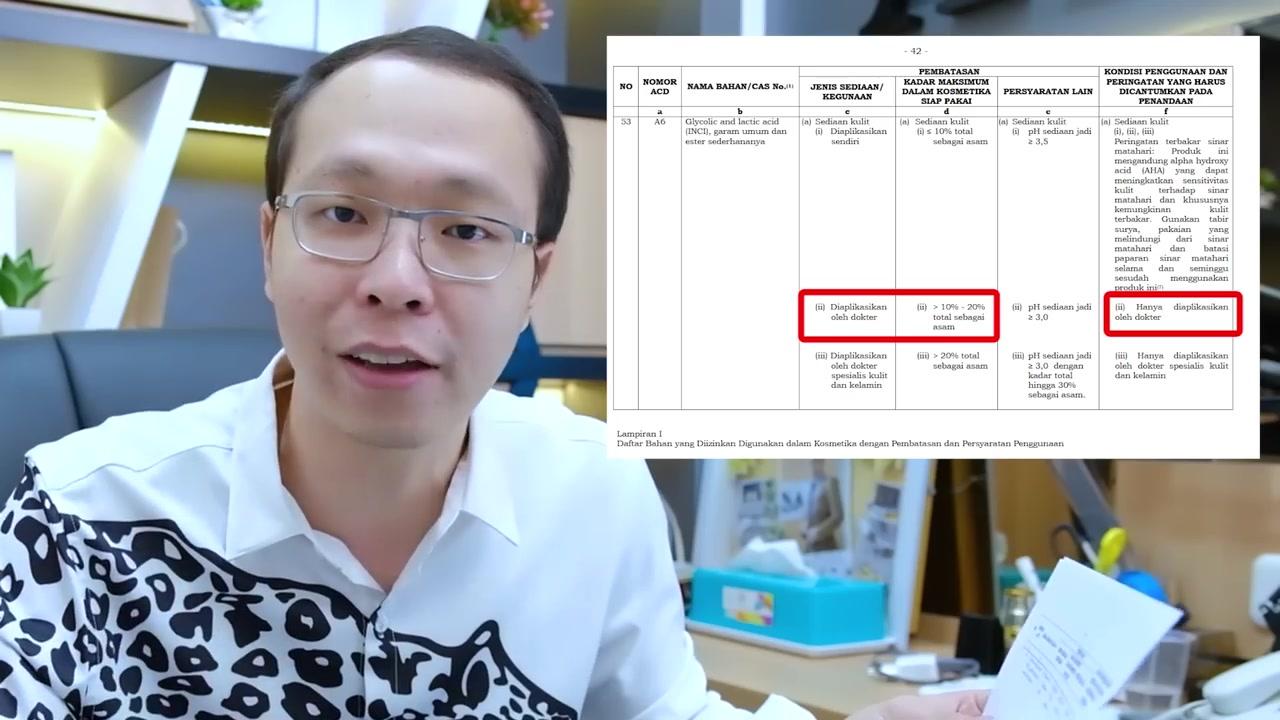 - 42 -
NO
NOMOR
ACD
NAMA BAHAN/CAS No.(1)
PEMBATASAN
JENIS SEDIAAN/
KEGUNAAN
KADAR MAKSIMUM
DALAM KOSMETIKA
SIAP PAKAI
PERSYARATAN LAIN
KONDISI PENGGUNAAN DAN
PERINGATAN YANG HARUS
DICANTUMKAN PADA
PENANDAAN
a
b
c
d
e
f
53
A6
Glycolic and lactic acid
(INCI), garam umum dan
ester sederhananya
(a) Sediaan kulit
(i) Diaplikasikan
sendiri
(a) Sediaan kulit
(i) ≤ 10% total
sebagai asam
(a) Sediaan kulit
(i) pH sediaan jadi
≥ 3,5
(a) Sediaan kulit
(i), (ii), (iii)
Peringatan terbakar sinar
matahari: Produk ini
mengandung alpha hydroxy
acid (AHA) yang dapat
meningkatkan sensitivitas
kulit terhadap sinar
matahari dan khususnya
kemungkinan kulit
terbakar. Gunakan tabir
surya, pakaian yang
melindungi dari sinar
matahari dan batasi
paparan sinar matahari
selama dan seminggu
sesudah menggunakan
produk ini(7)
(ii) Diaplikasikan
oleh dokter
(ii) > 10% - 20%
total sebagai
asam
(ii) pH sediaan jadi
≥ 3,0
(ii) Hanya diaplikasikan
oleh dokter
(iii) Diaplikasikan
oleh dokter
spesialis kulit
dan kelamin
(iii) > 20% total
sebagai asam
(iii) pH sediaan jadi
≥ 3,0 dengan
kadar total
hingga 30%
sebagai asam.
(iii) Hanya diaplikasikan
oleh dokter spesialis kulit
dan kelamin
Lampiran I
Daftar Bahan yang Diizinkan Digunakan dalam Kosmetika dengan Pembatasan dan Persyaratan Penggunaan